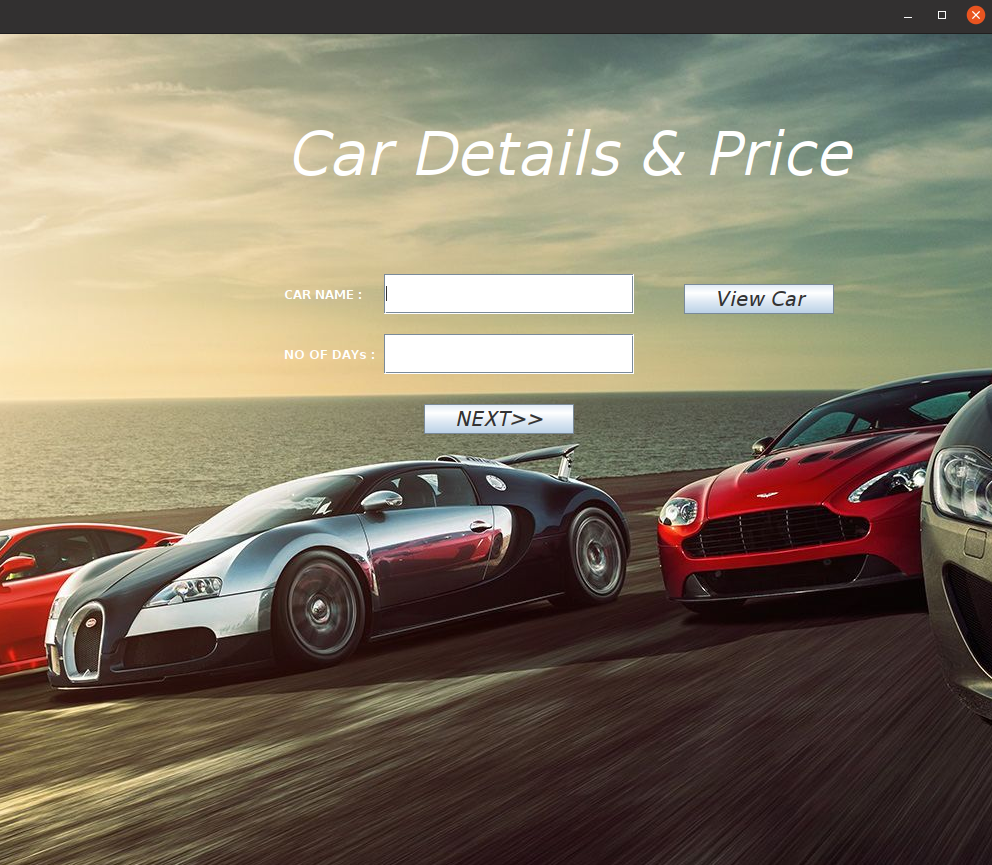 Car Details & Price
CAR NAME :
View Car
NO OF DAYs :
NEXT>>